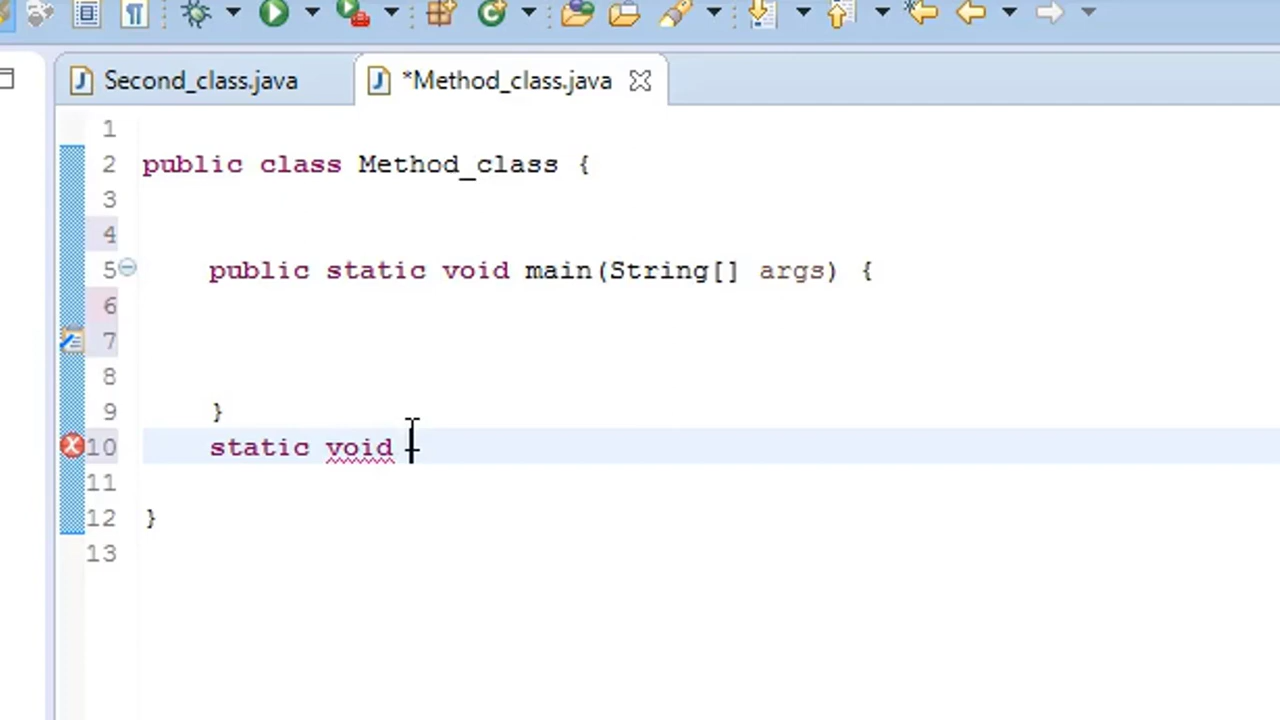 Second_class.java
*Method_class.java
1
2 public class Method_class {
3
4
5 public static void main(String[] args) {
6
7
8
9 }
10 static void
11
12 }
13